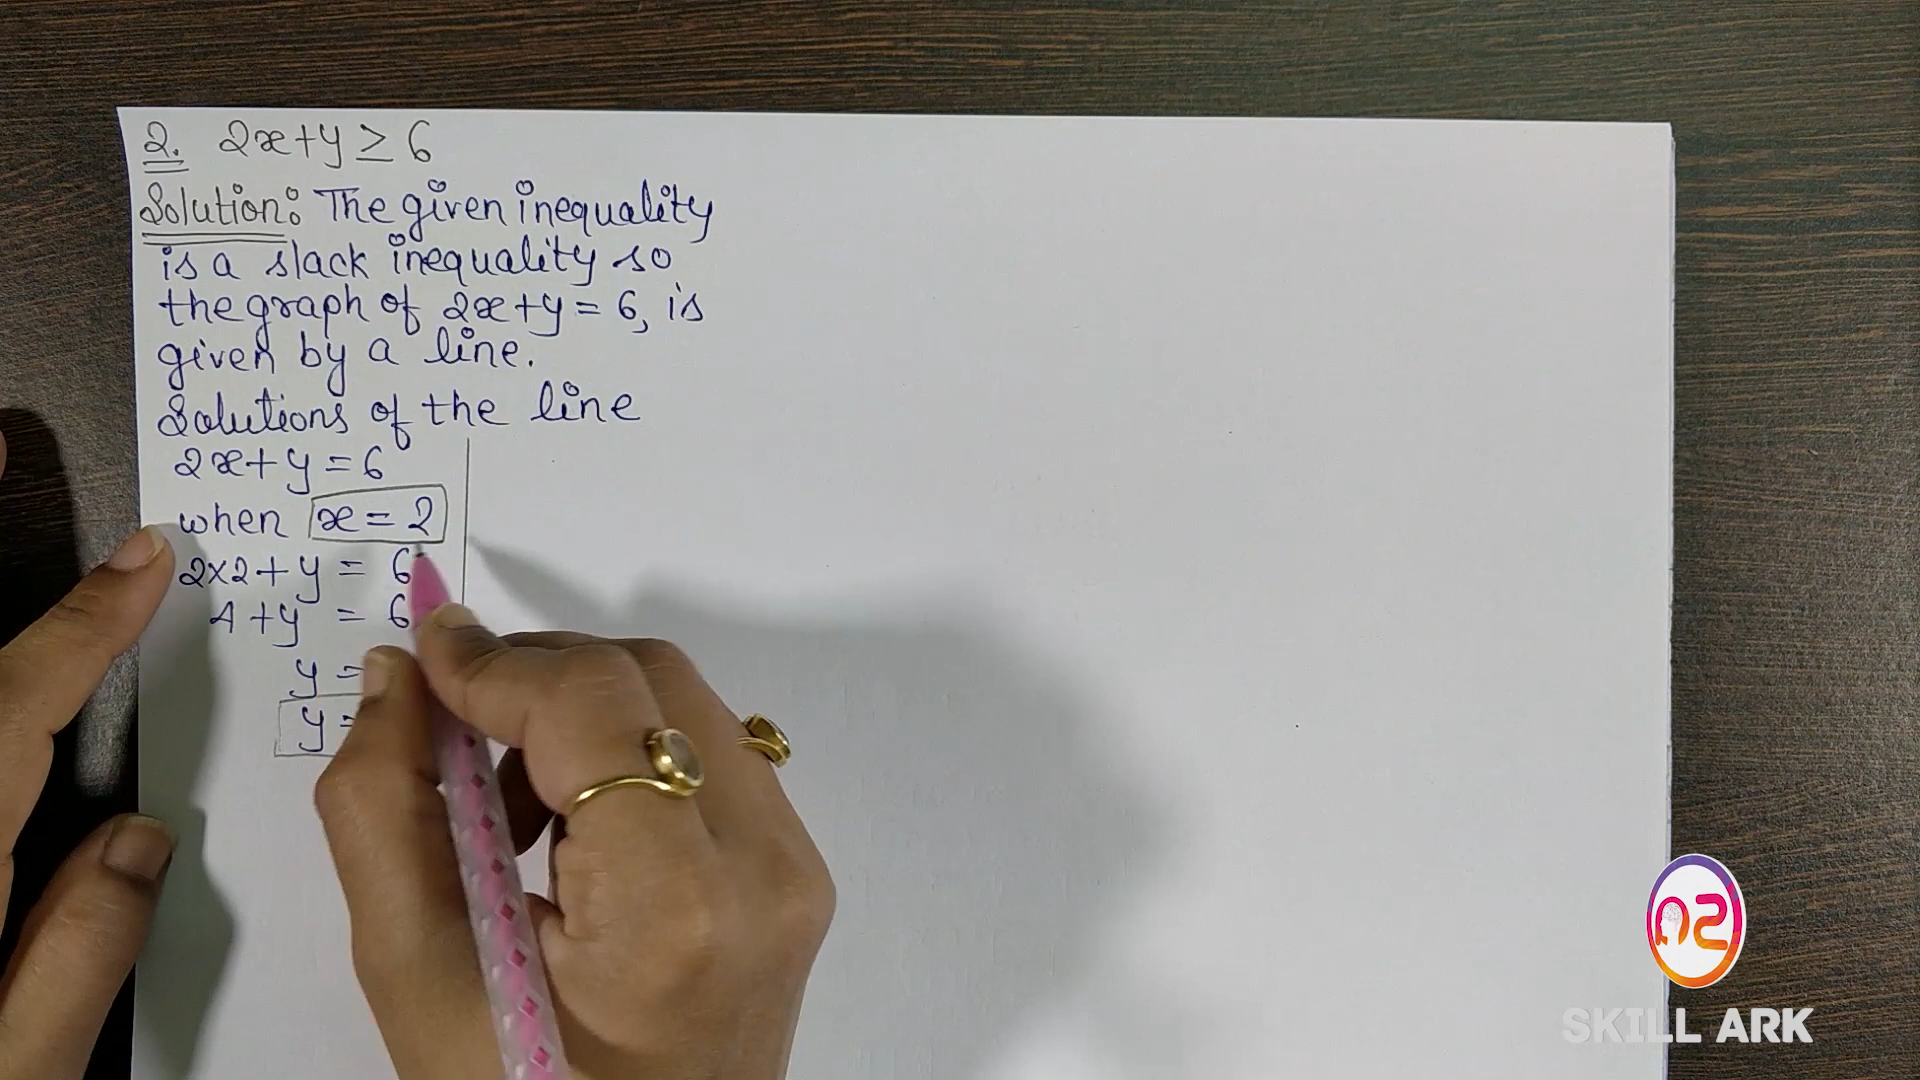 2. 2x+y ≥ 6
Solution: The given inequality
is a slack inequality so
the graph of 2x+y = 6, is
given by a line.
Solutions of the line
2x+y = 6
when x = 2
2×2+y = 6
4+y = 6
y =
y =
SKILL ARK